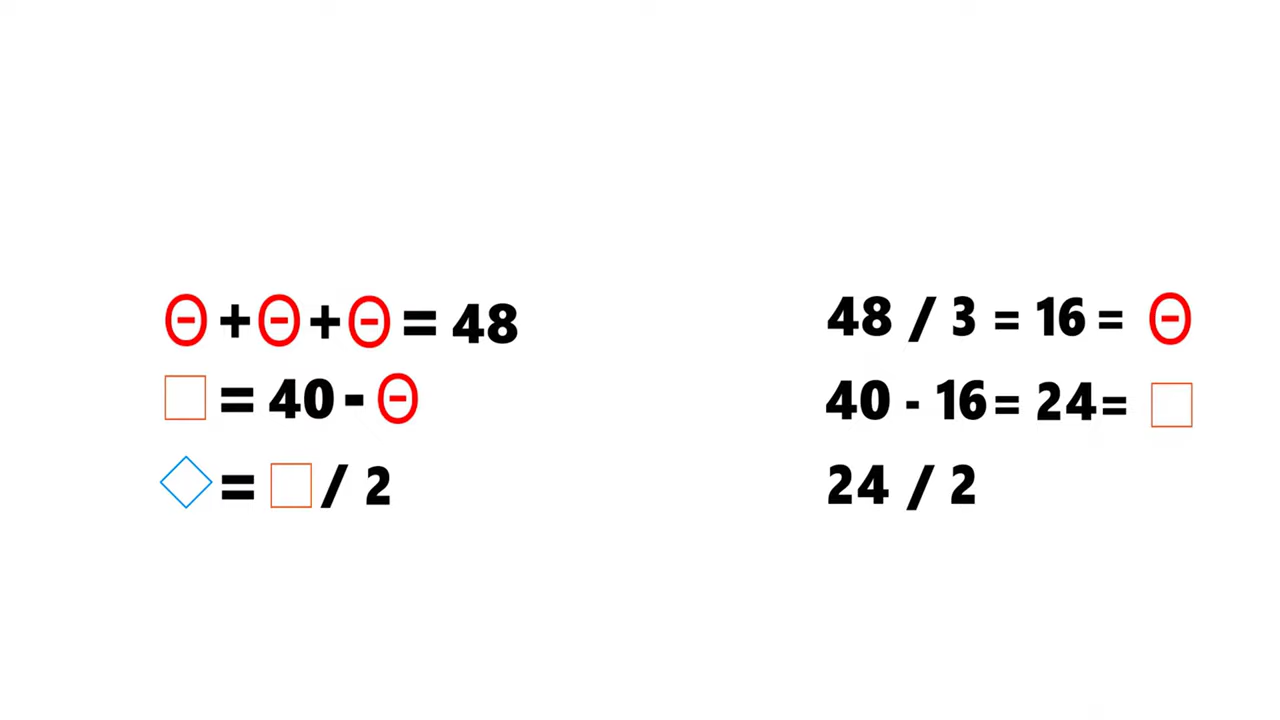 Θ + Θ + Θ = 48
□ = 40 - Θ
◇ = □ / 2
48 / 3 = 16 = Θ
40 - 16 = 24 = □
24 / 2